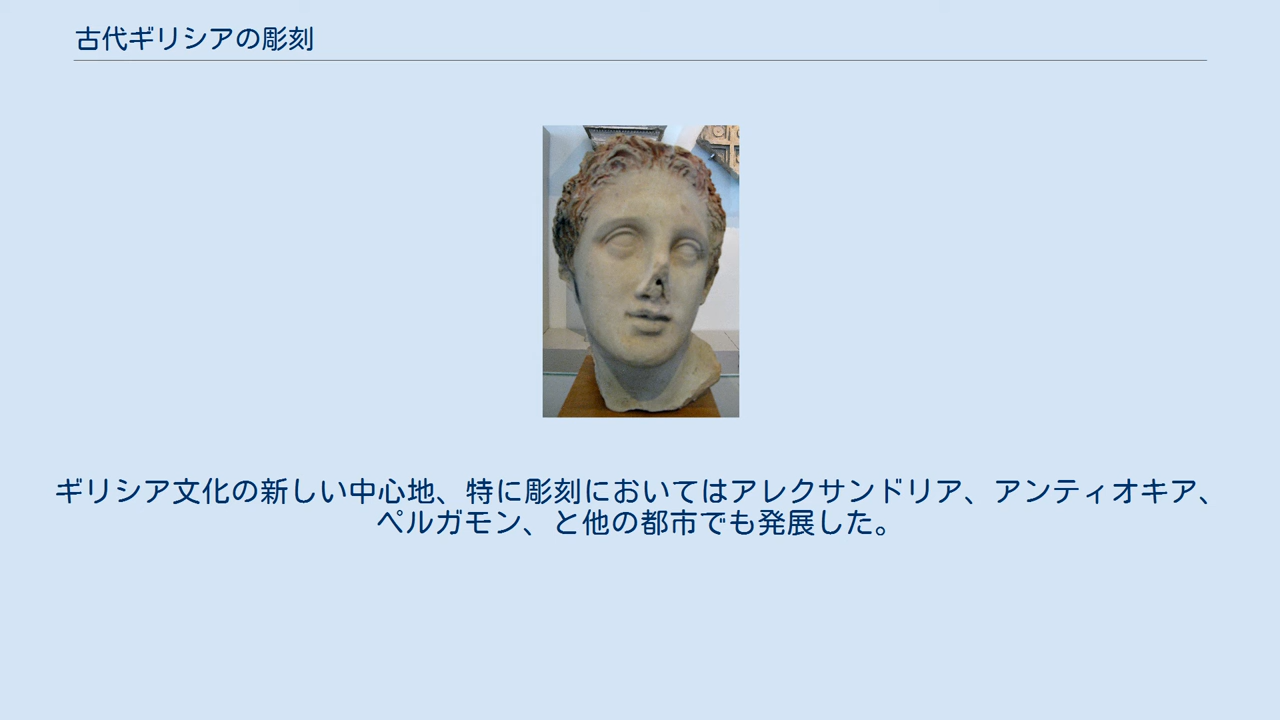 古代ギリシアの彫刻
ギリシア文化の新しい中心地、特に彫刻においてはアレクサンドリア、アンティオキア、
ペルガモン、と他の都市でも発展した。